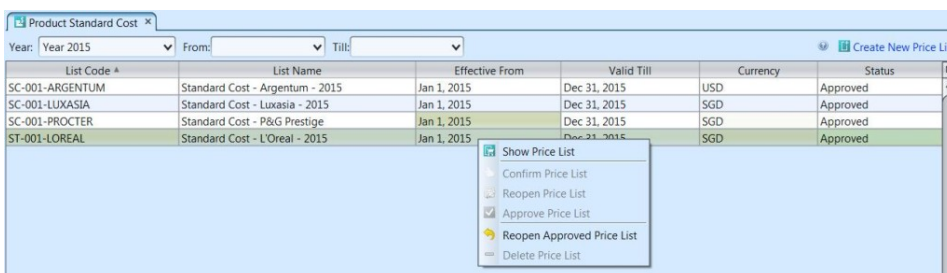 Product Standard Cost ×
Year: Year 2015 From: Till: Create New Price Li
List Code List Name Effective From Valid Till Currency Status
SC-001-ARGENTUM Standard Cost - Argentum - 2015 Jan 1, 2015 Dec 31, 2015 USD Approved
SC-001-LUXASIA Standard Cost - Luxasia - 2015 Jan 1, 2015 Dec 31, 2015 SGD Approved
SC-001-PROCTER Standard Cost - P&G Prestige Jan 1, 2015 Dec 31, 2015 SGD Approved
ST-001-LOREAL Standard Cost - L'Oreal - 2015 Jan 1, 2015 Dec 31, 2015 SGD Approved
Show Price List
Confirm Price List
Reopen Price List
Approve Price List
Reopen Approved Price List
Delete Price List